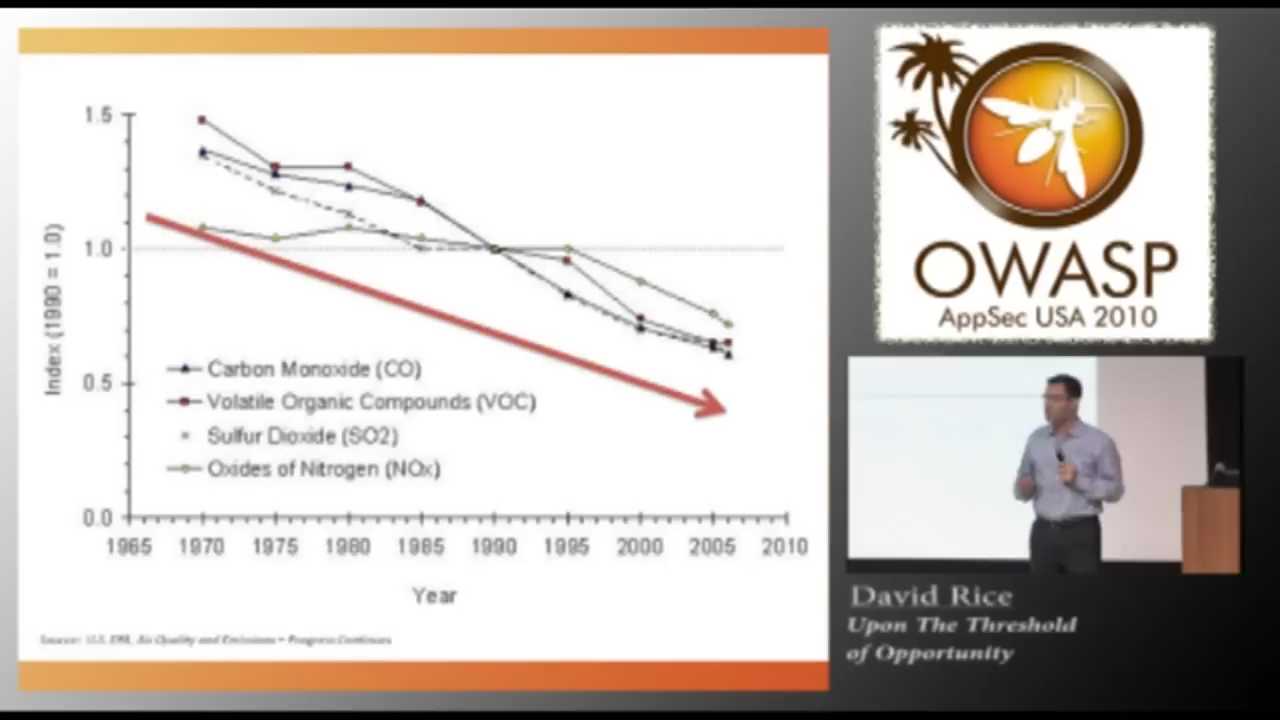 1.5
1.0
0.5
0.0
Index (1990 = 1.0)
Carbon Monoxide (CO)
Volatile Organic Compounds (VOC)
Sulfur Dioxide (SO2)
Oxides of Nitrogen (NOx)
1965 1970 1975 1980 1985 1990 1995 2000 2005 2010
Year
Source: U.S. EPA, Air Quality and Emissions – Progress Continues
OWASP
AppSec USA 2010
David Rice
Upon The Threshold
of Opportunity